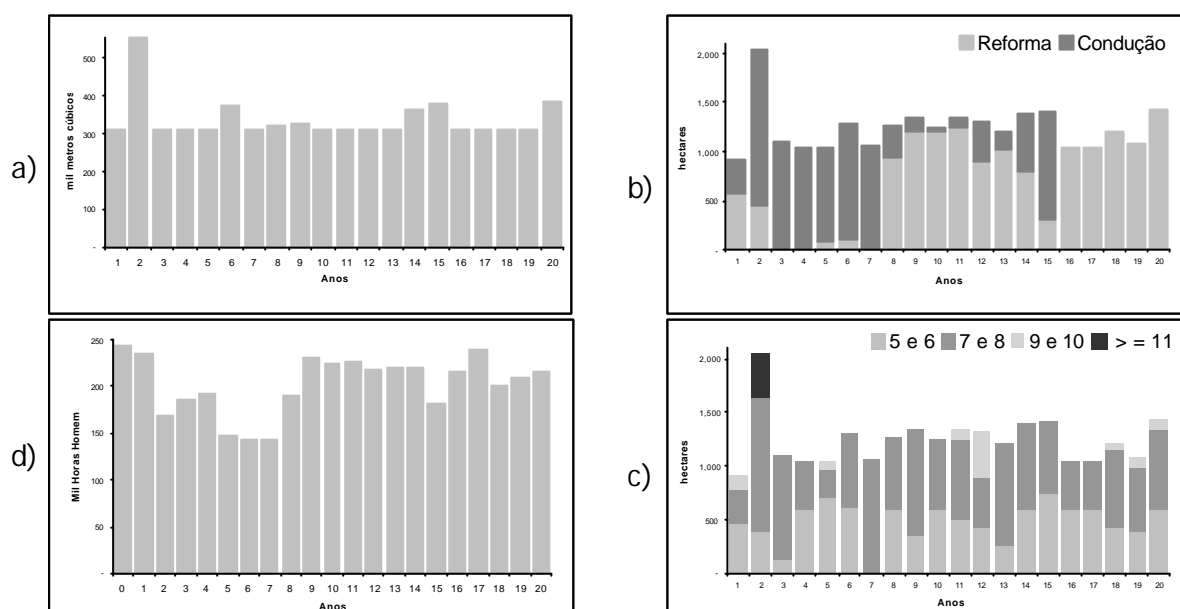 a)
mil metros cúbicos
500
400
300
200
100
-
1 2 3 4 5 6 7 8 9 10 11 12 13 14 15 16 17 18 19 20
Anos
b)
Reforma Condução
hectares
2,000
1,500
1,000
500
-
1 2 3 4 5 6 7 8 9 10 11 12 13 14 15 16 17 18 19 20
Anos
d)
Mil Horas Homem
250
200
150
100
50
-
0 1 2 3 4 5 6 7 8 9 10 11 12 13 14 15 16 17 18 19 20
Anos
c)
5 e 6 7 e 8 9 e 10 > = 11
hectares
2,000
1,500
1,000
500
-
1 2 3 4 5 6 7 8 9 10 11 12 13 14 15 16 17 18 19 20
Anos